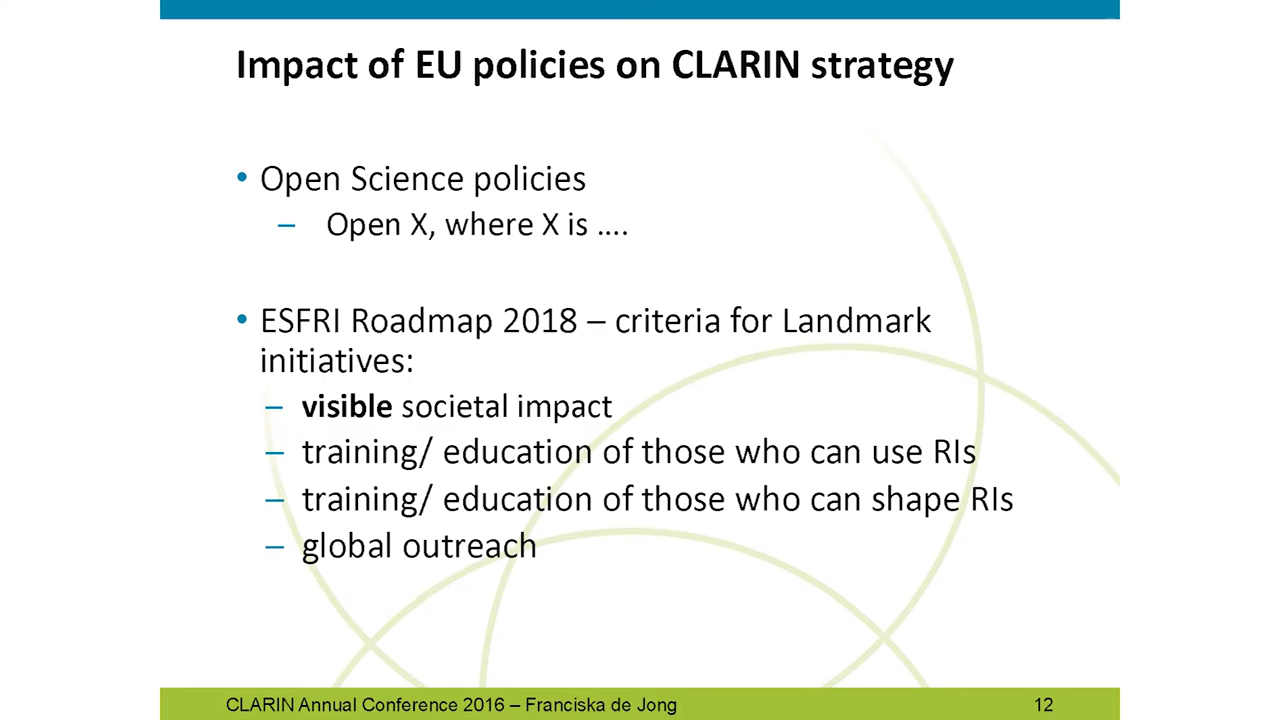 Impact of EU policies on CLARIN strategy
• Open Science policies
– Open X, where X is ....
• ESFRI Roadmap 2018 – criteria for Landmark
initiatives:
– visible societal impact
– training/ education of those who can use RIs
– training/ education of those who can shape RIs
– global outreach
CLARIN Annual Conference 2016 – Franciska de Jong
12